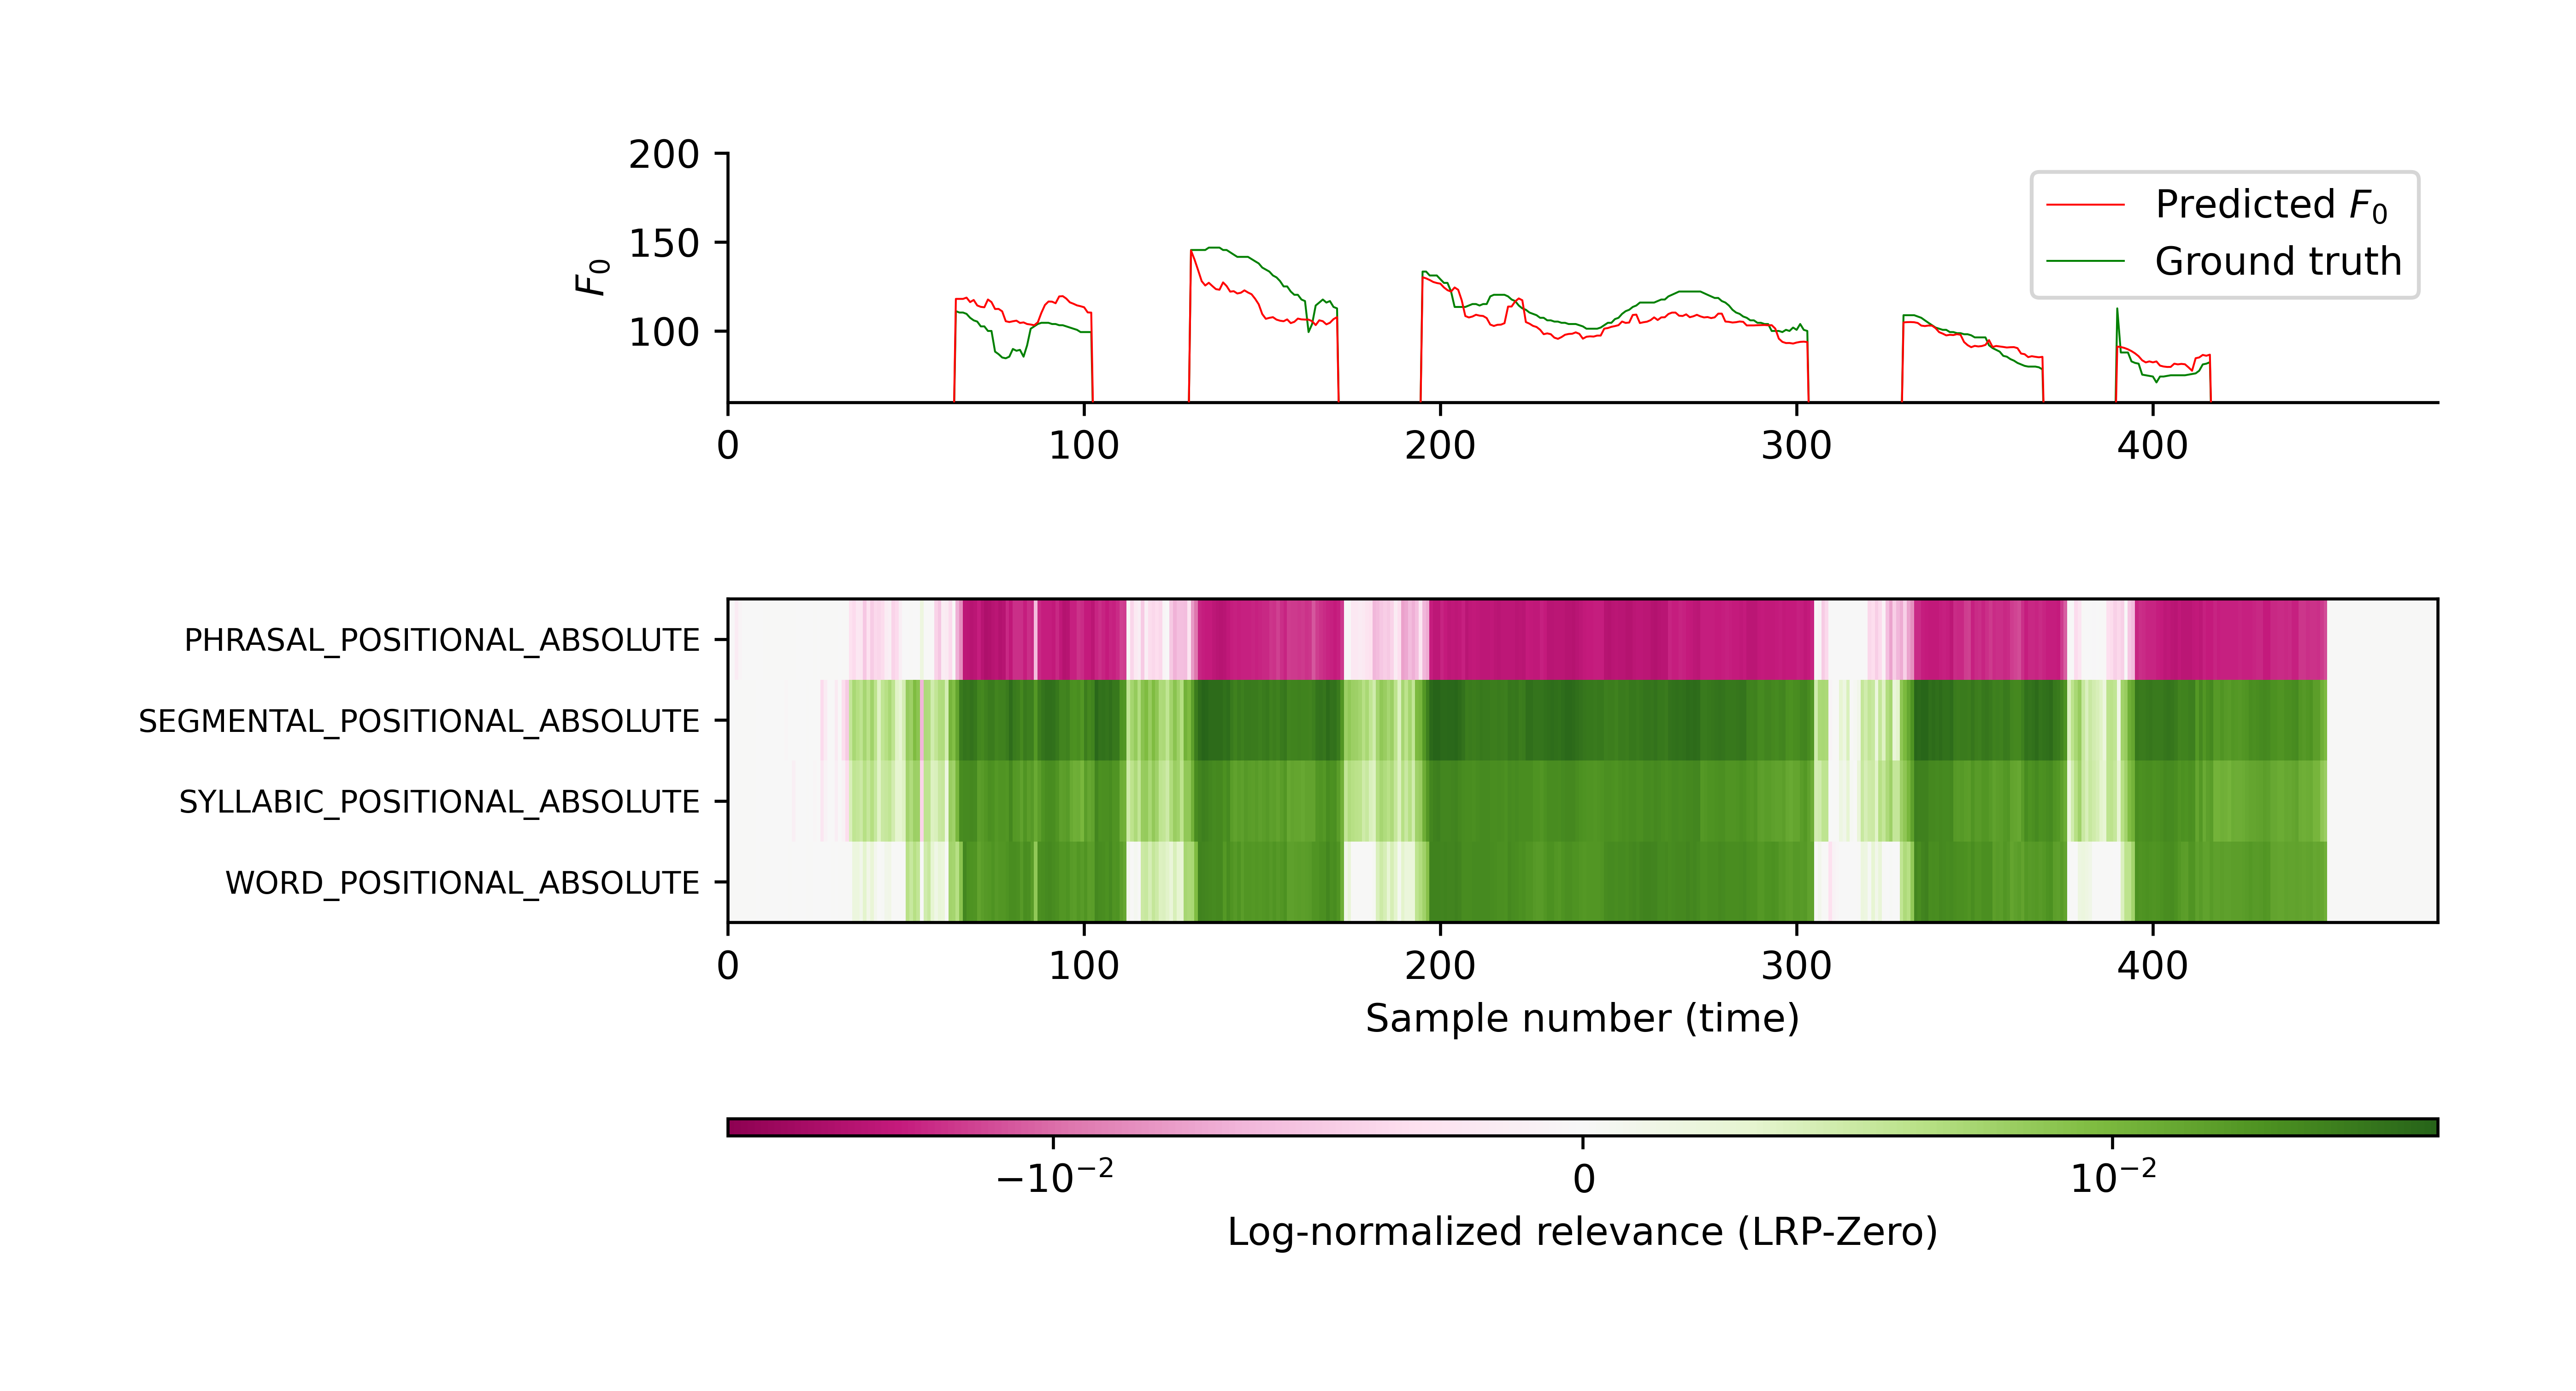 200
150
100
F0
Predicted F0
Ground truth
0 100 200 300 400
PHRASAL_POSITIONAL_ABSOLUTE
SEGMENTAL_POSITIONAL_ABSOLUTE
SYLLABIC_POSITIONAL_ABSOLUTE
WORD_POSITIONAL_ABSOLUTE
0 100 200 300 400
Sample number (time)
−10−2 0 10−2
Log-normalized relevance (LRP-Zero)